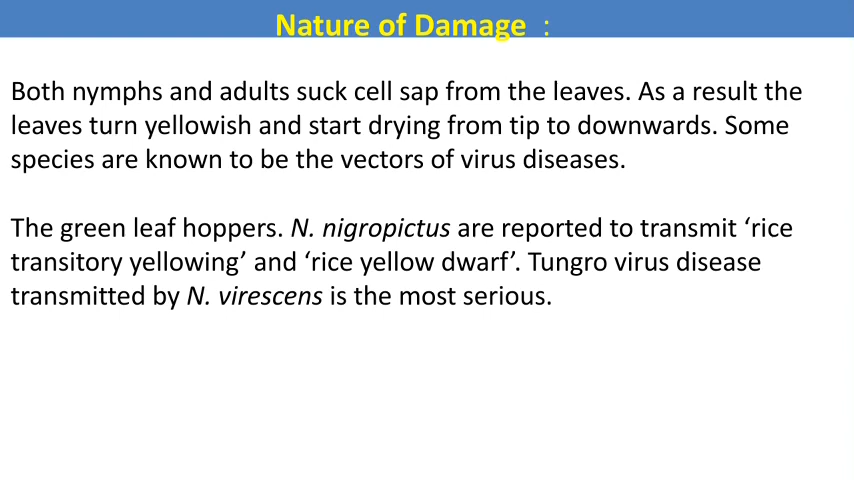 Nature of Damage :
Both nymphs and adults suck cell sap from the leaves. As a result the
leaves turn yellowish and start drying from tip to downwards. Some
species are known to be the vectors of virus diseases.
The green leaf hoppers. N. nigropictus are reported to transmit ‘rice
transitory yellowing’ and ‘rice yellow dwarf’. Tungro virus disease
transmitted by N. virescens is the most serious.